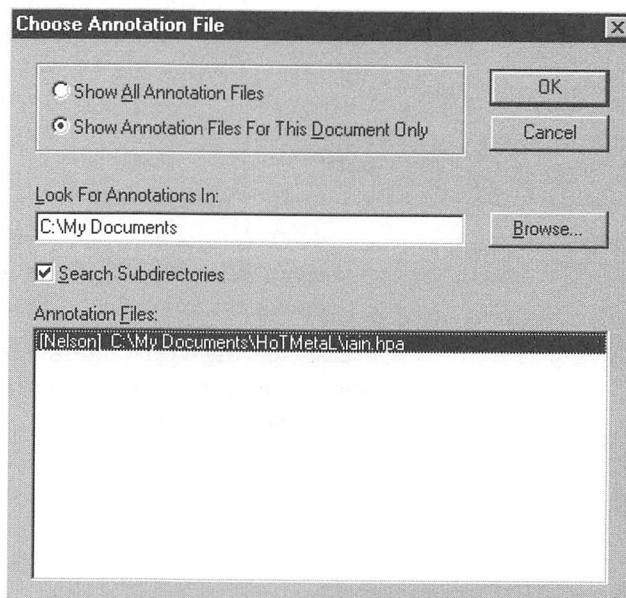 Choose Annotation File
Show All Annotation Files
Show Annotation Files For This Document Only
OK
Cancel
Look For Annotations In:
C:\My Documents
Browse...
Search Subdirectories
Annotation Files:
[Nelson] C:\My Documents\HoTMetaL\iain.hpa